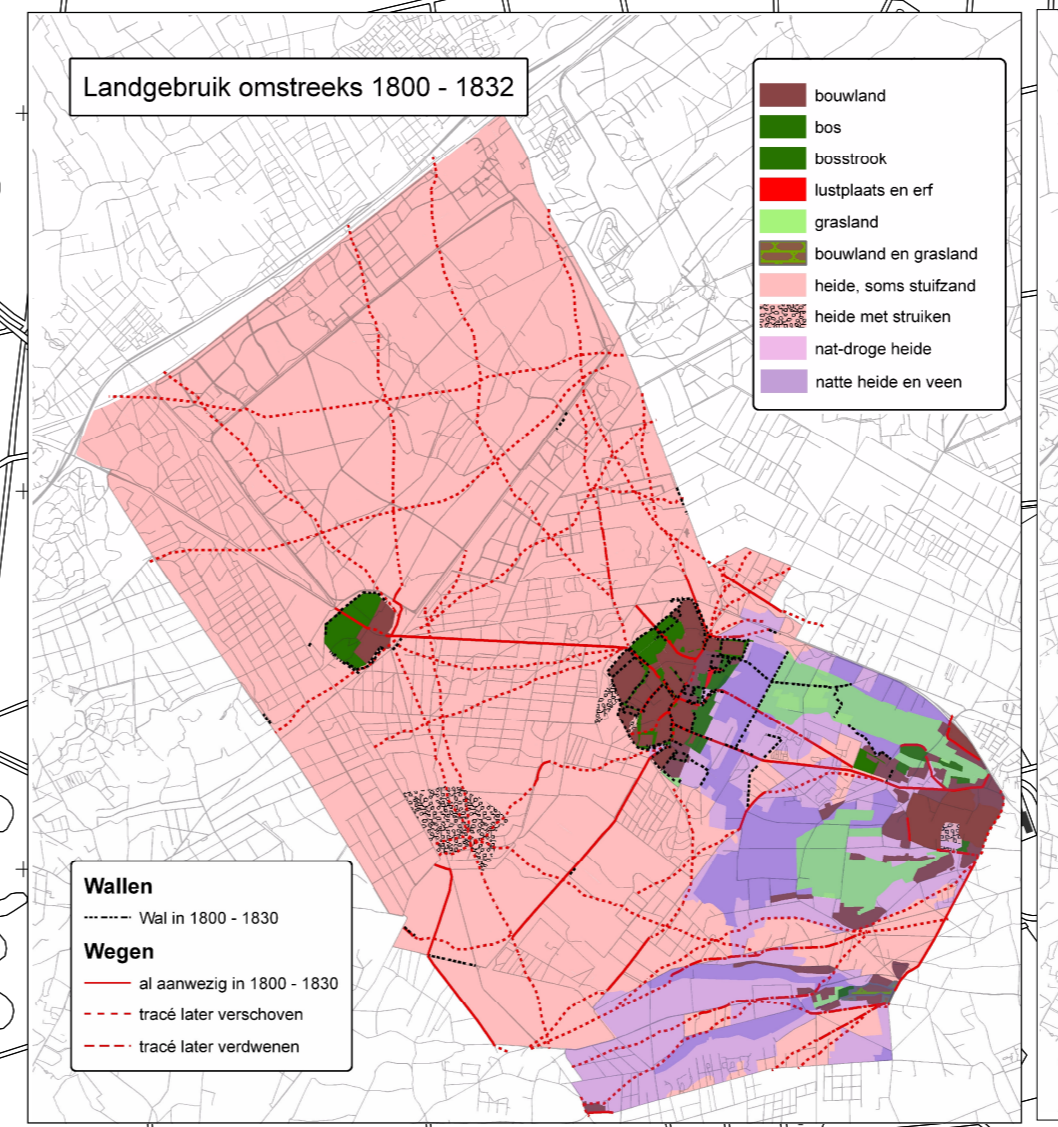 Landgebruik omstreeks 1800 - 1832
bouwland
bos
bosstrook
lustplaats en erf
grasland
bouwland en grasland
heide, soms stuifzand
heide met struiken
nat-droge heide
natte heide en veen
Wallen
Wal in 1800 - 1830
Wegen
al aanwezig in 1800 - 1830
tracé later verschoven
tracé later verdwenen